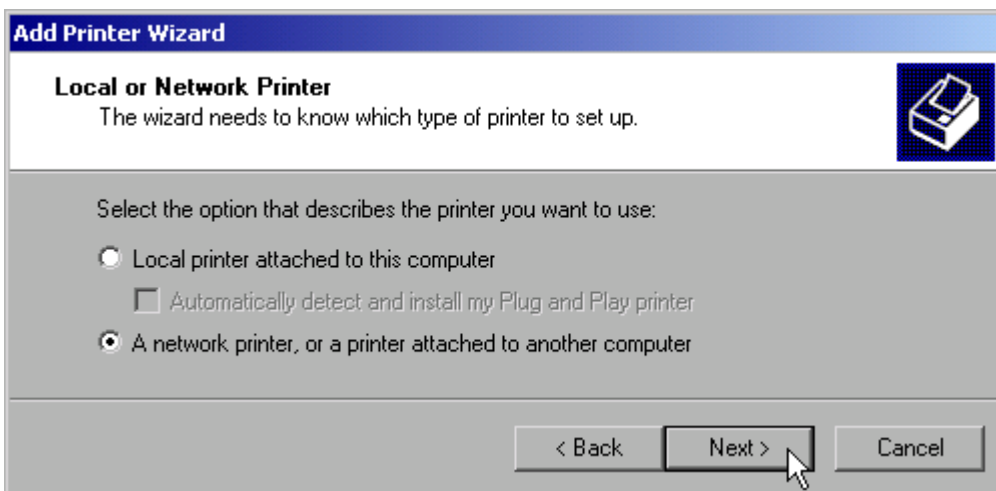 Add Printer Wizard
Local or Network Printer
The wizard needs to know which type of printer to set up.
Select the option that describes the printer you want to use:
Local printer attached to this computer
Automatically detect and install my Plug and Play printer
A network printer, or a printer attached to another computer
< Back Next > Cancel